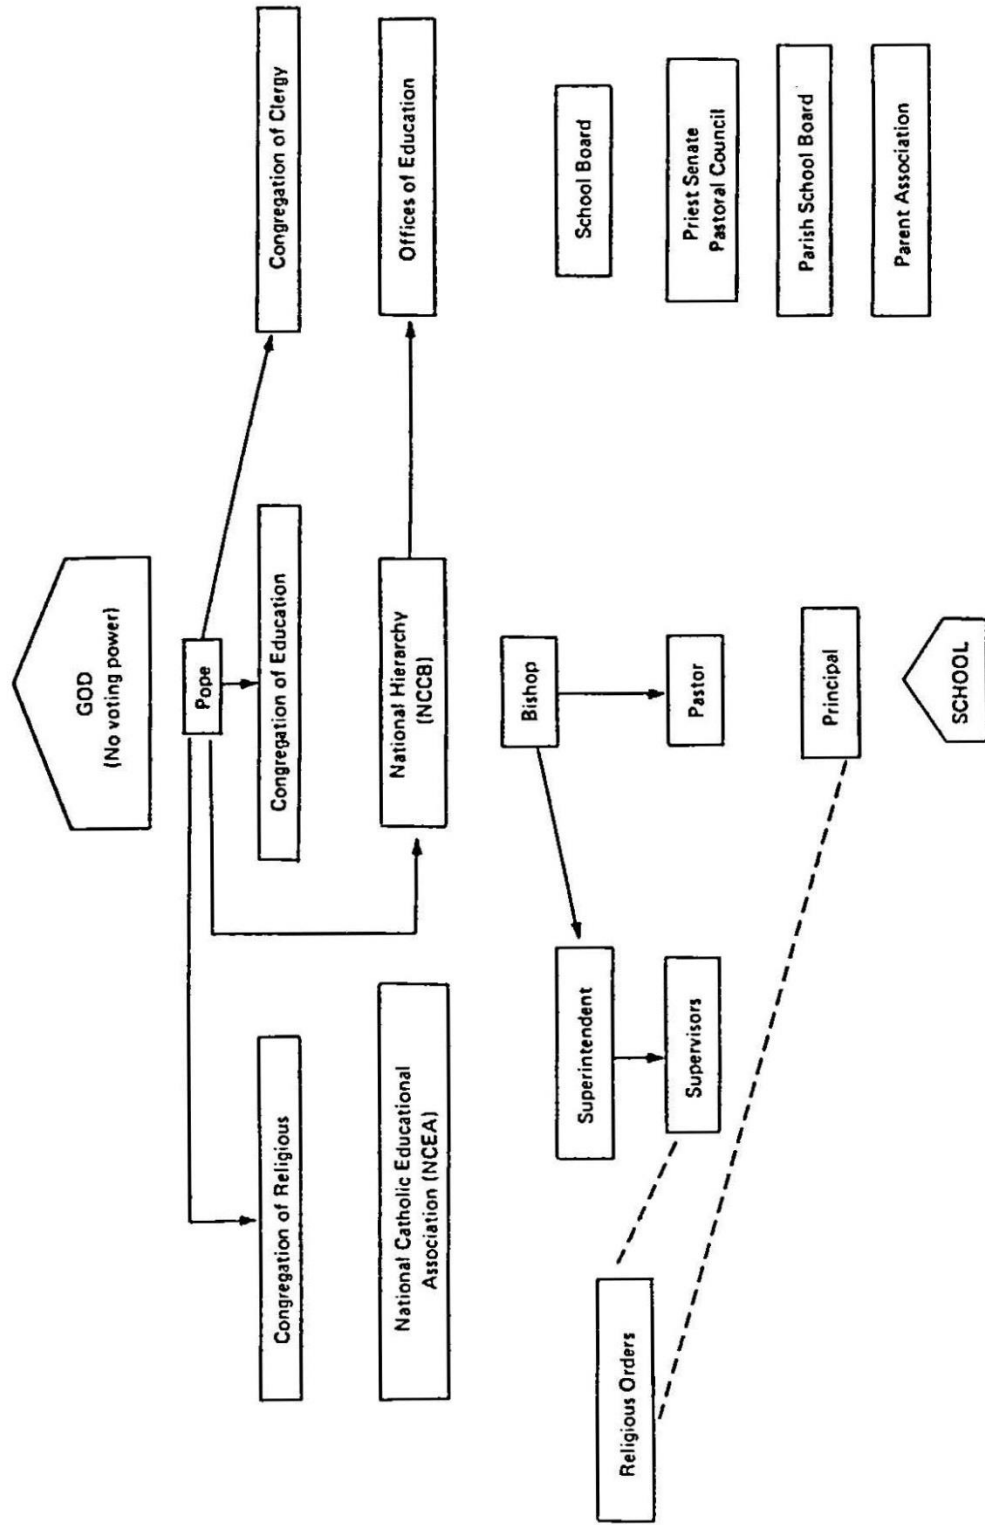 GOD
(No voting power)
Pope
Congregation of Religious
Congregation of Education
Congregation of Clergy
National Catholic Educational
Association (NCEA)
National Hierarchy
(NCCB)
Offices of Education
Bishop
Superintendent
School Board
Religious Orders
Supervisors
Pastor
Priest Senate
Pastoral Council
Principal
Parish School Board
SCHOOL
Parent Association